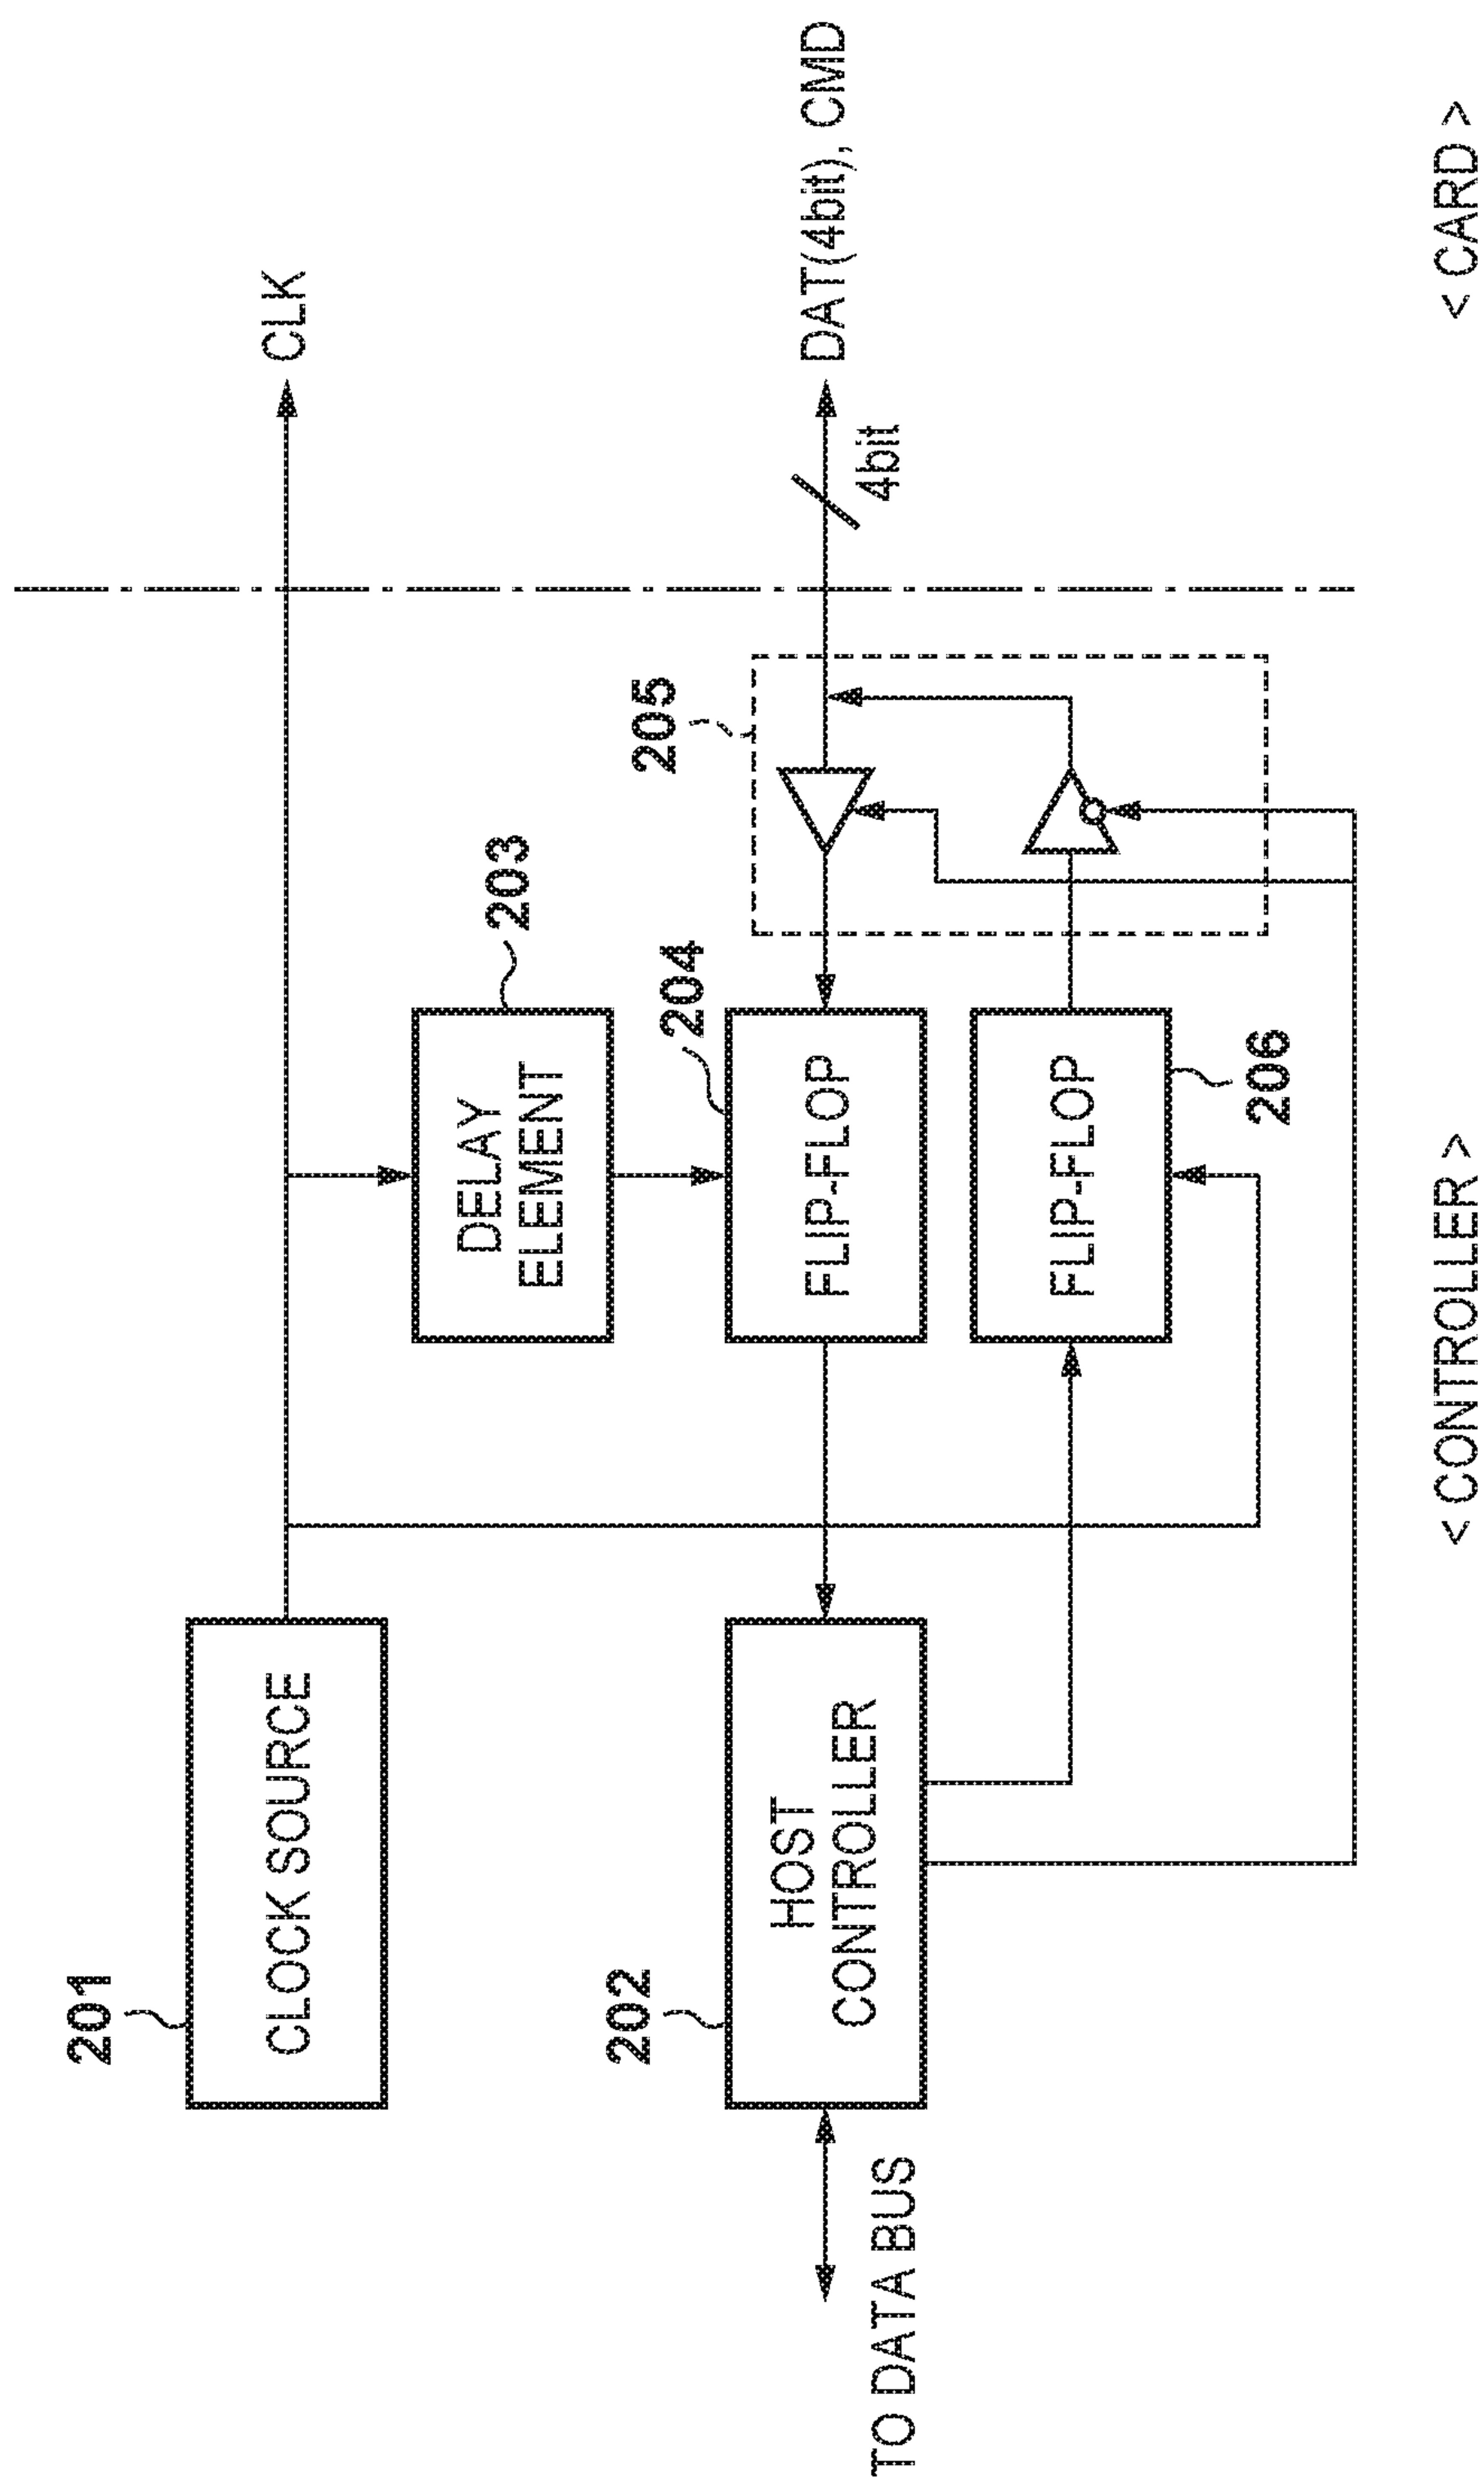 201
CLOCK SOURCE
CLK
203
DELAY
ELEMENT
202
HOST
CONTROLLER
TO DATA BUS
204
FLIP-FLOP
205
DAT(4bit), CMD
4bit
FLIP-FLOP
206
< CONTROLLER >
< CARD >